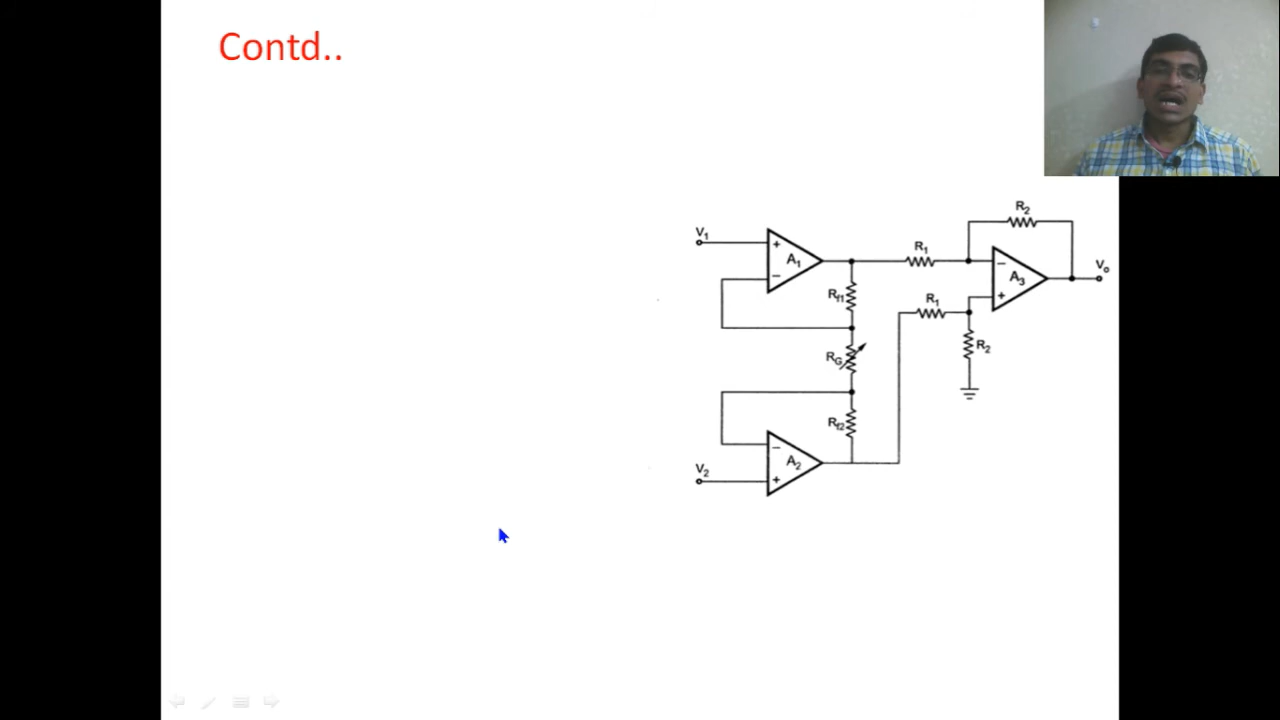 Contd..
R2
V1
+
A1
−
R1
−
A3
+
Vo
Rf1
R1
RG
R2
Rf2
−
A2
+
V2